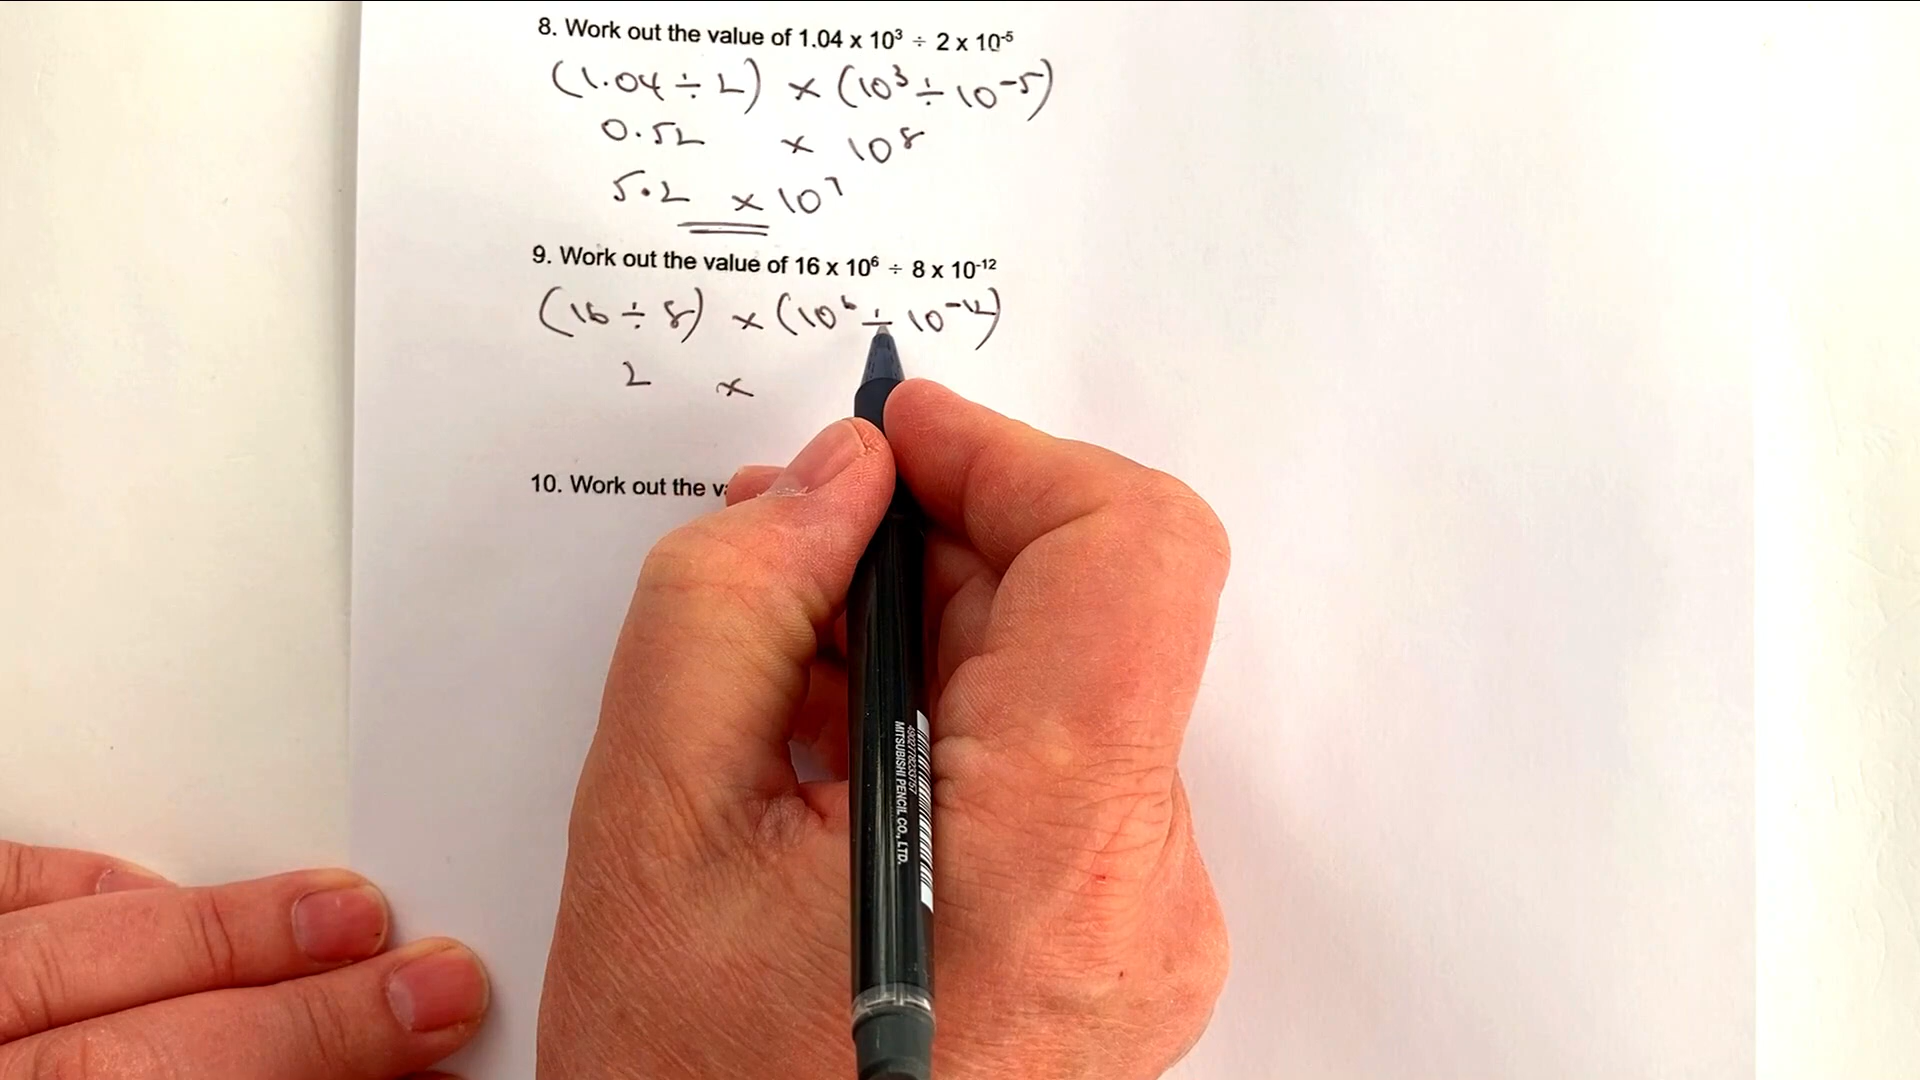 8. Work out the value of 1.04 x 10³ ÷ 2 x 10⁻⁵
(1.04 ÷ 2) × (10³ ÷ 10⁻⁵)
0.52 × 10⁸
5.2 × 10⁷
9. Work out the value of 16 x 10⁶ ÷ 8 x 10⁻¹²
(16 ÷ 8) × (10⁶ ÷ 10⁻¹²)
2 ×
10. Work out the
4902778233757
MITSUBISHI PENCIL CO., LTD.